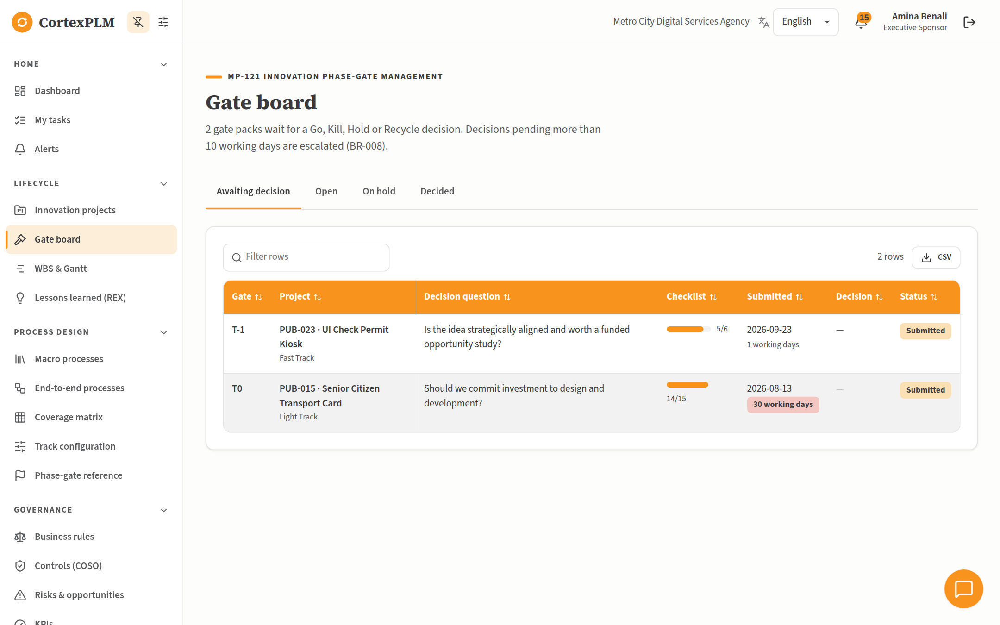 CortexPLM
Metro City Digital Services Agency
English
15
Amina Benali
Executive Sponsor
HOME
Dashboard
My tasks
Alerts
LIFECYCLE
Innovation projects
Gate board
WBS & Gantt
Lessons learned (REX)
PROCESS DESIGN
Macro processes
End-to-end processes
Coverage matrix
Track configuration
Phase-gate reference
GOVERNANCE
Business rules
Controls (COSO)
Risks & opportunities
KPIs
MP-121 INNOVATION PHASE-GATE MANAGEMENT
Gate board
2 gate packs wait for a Go, Kill, Hold or Recycle decision. Decisions pending more than
10 working days are escalated (BR-008).
Awaiting decision
Open
On hold
Decided
Filter rows
2 rows
CSV
Gate
Project
Decision question
Checklist
Submitted
Decision
Status
T-1
PUB-023 · UI Check Permit
Kiosk
Fast Track
Is the idea strategically aligned and worth a funded
opportunity study?
5/6
2026-09-23
1 working days
—
Submitted
T0
PUB-015 · Senior Citizen
Transport Card
Light Track
Should we commit investment to design and
development?
14/15
2026-08-13
30 working days
—
Submitted